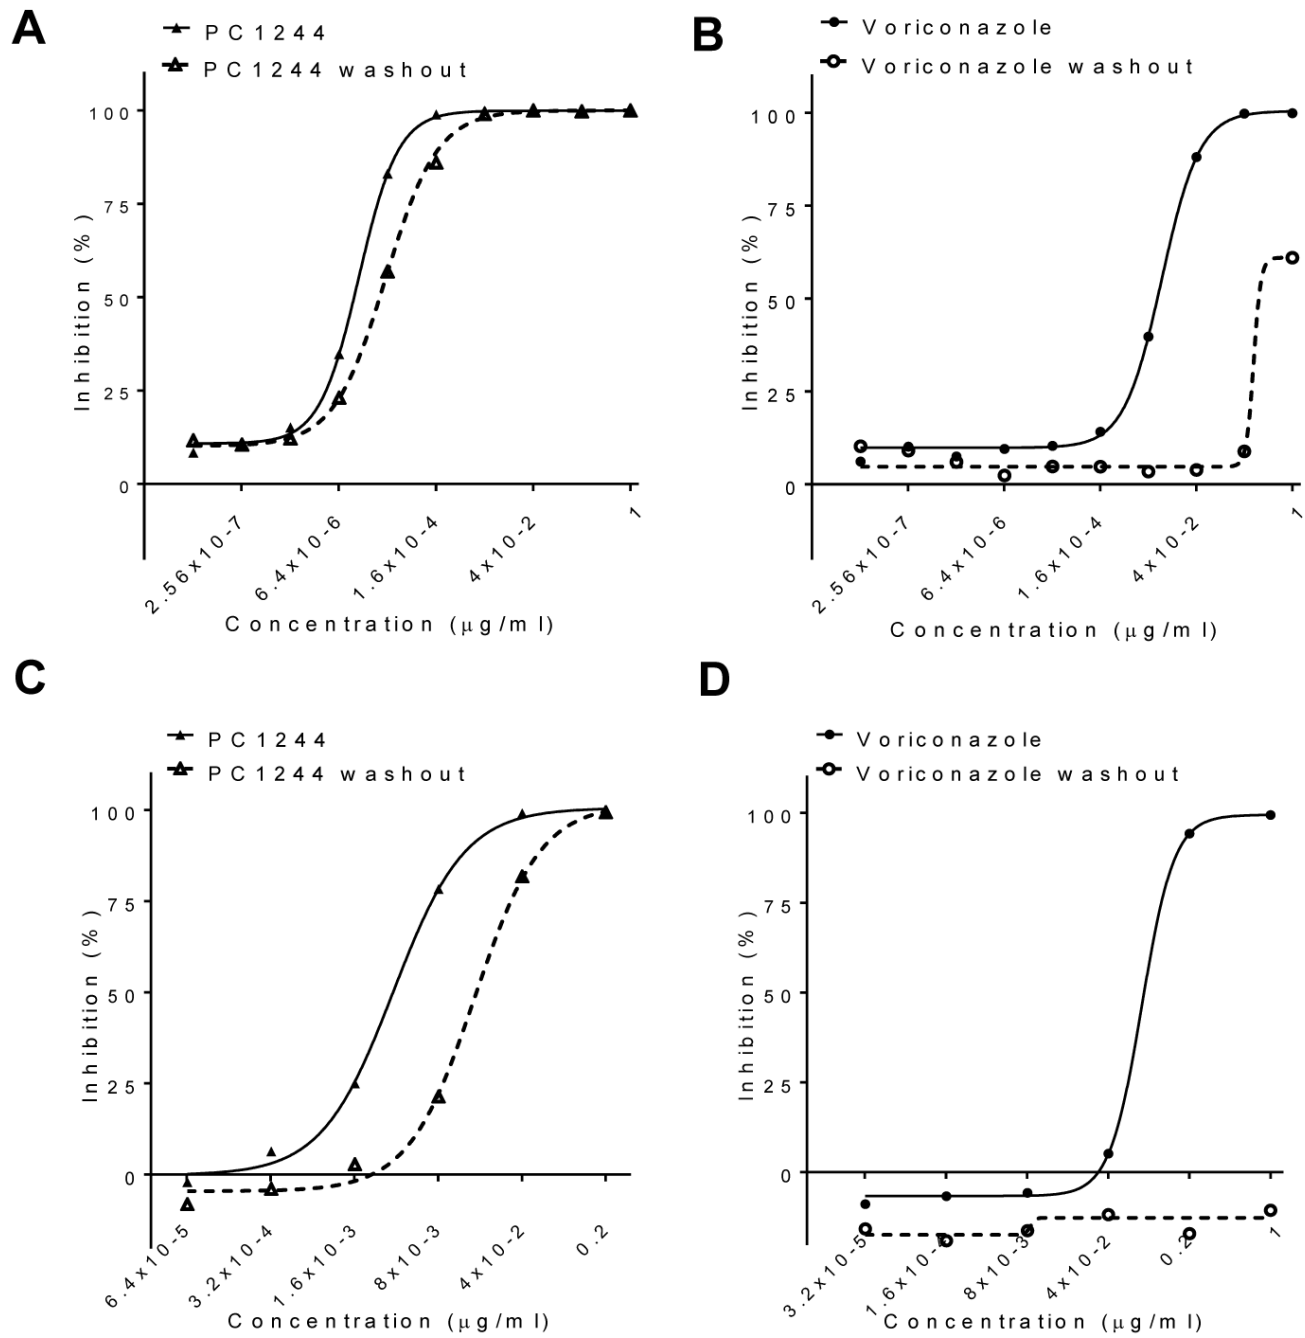 A
PC1244
PC1244 washout
100
75
50
25
0
Inhibition (%)
2.56x10-7
6.4x10-6
1.6x10-4
4x10-2
1
Concentration (μg/ml)
B
Voriconazole
Voriconazole washout
100
75
50
25
0
Inhibition (%)
2.56x10-7
6.4x10-6
1.6x10-4
4x10-2
1
Concentration (μg/ml)
C
PC1244
PC1244 washout
100
75
50
25
0
Inhibition (%)
6.4x10-5
3.2x10-4
1.6x10-3
8x10-3
4x10-2
0.2
Concentration (μg/ml)
D
Voriconazole
Voriconazole washout
100
75
50
25
0
Inhibition (%)
3.2x10-5
8x10-3
4x10-2
0.2
1
Concentration (μg/ml)